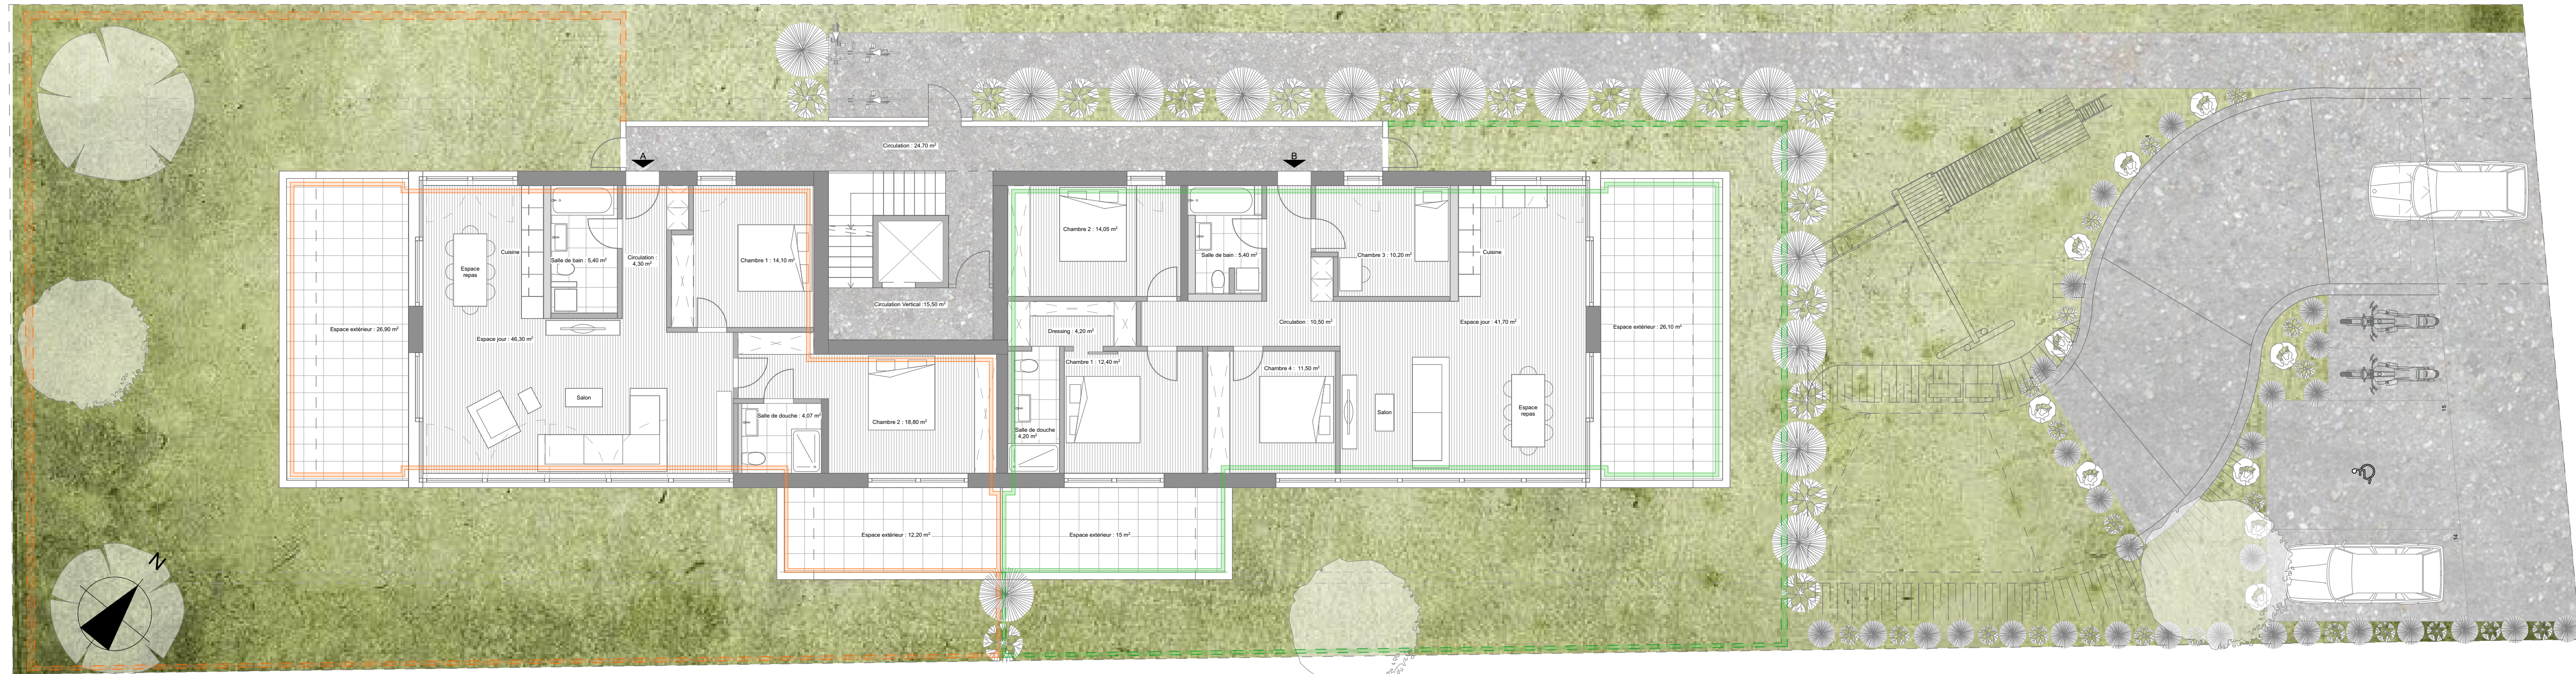 Circulation : 24,70 m²
A
B
Chambre 2 : 14,05 m²
Cuisine
Salle de bain : 5,40 m²
Circulation :
4,30 m²
Chambre 1 : 14,10 m²
Salle de bain : 5,40 m²
Chambre 3 : 10,20 m²
Cuisine
Espace
repas
Circulation Vertical :15,50 m²
Espace extérieur : 26,90 m²
Espace jour : 46,30 m²
Dressing : 4,20 m²
Circulation : 10,50 m²
Espace jour : 41,70 m²
Espace extérieur : 26,10 m²
Chambre 1 : 12,40 m²
Chambre 4 : 11,50 m²
Salon
Salle de douche : 4,07 m²
Chambre 2 : 18,80 m²
Salle de douche
4,20 m²
Salon
Espace
repas
15
Espace extérieur : 12,20 m²
Espace extérieur : 15 m²
14
N